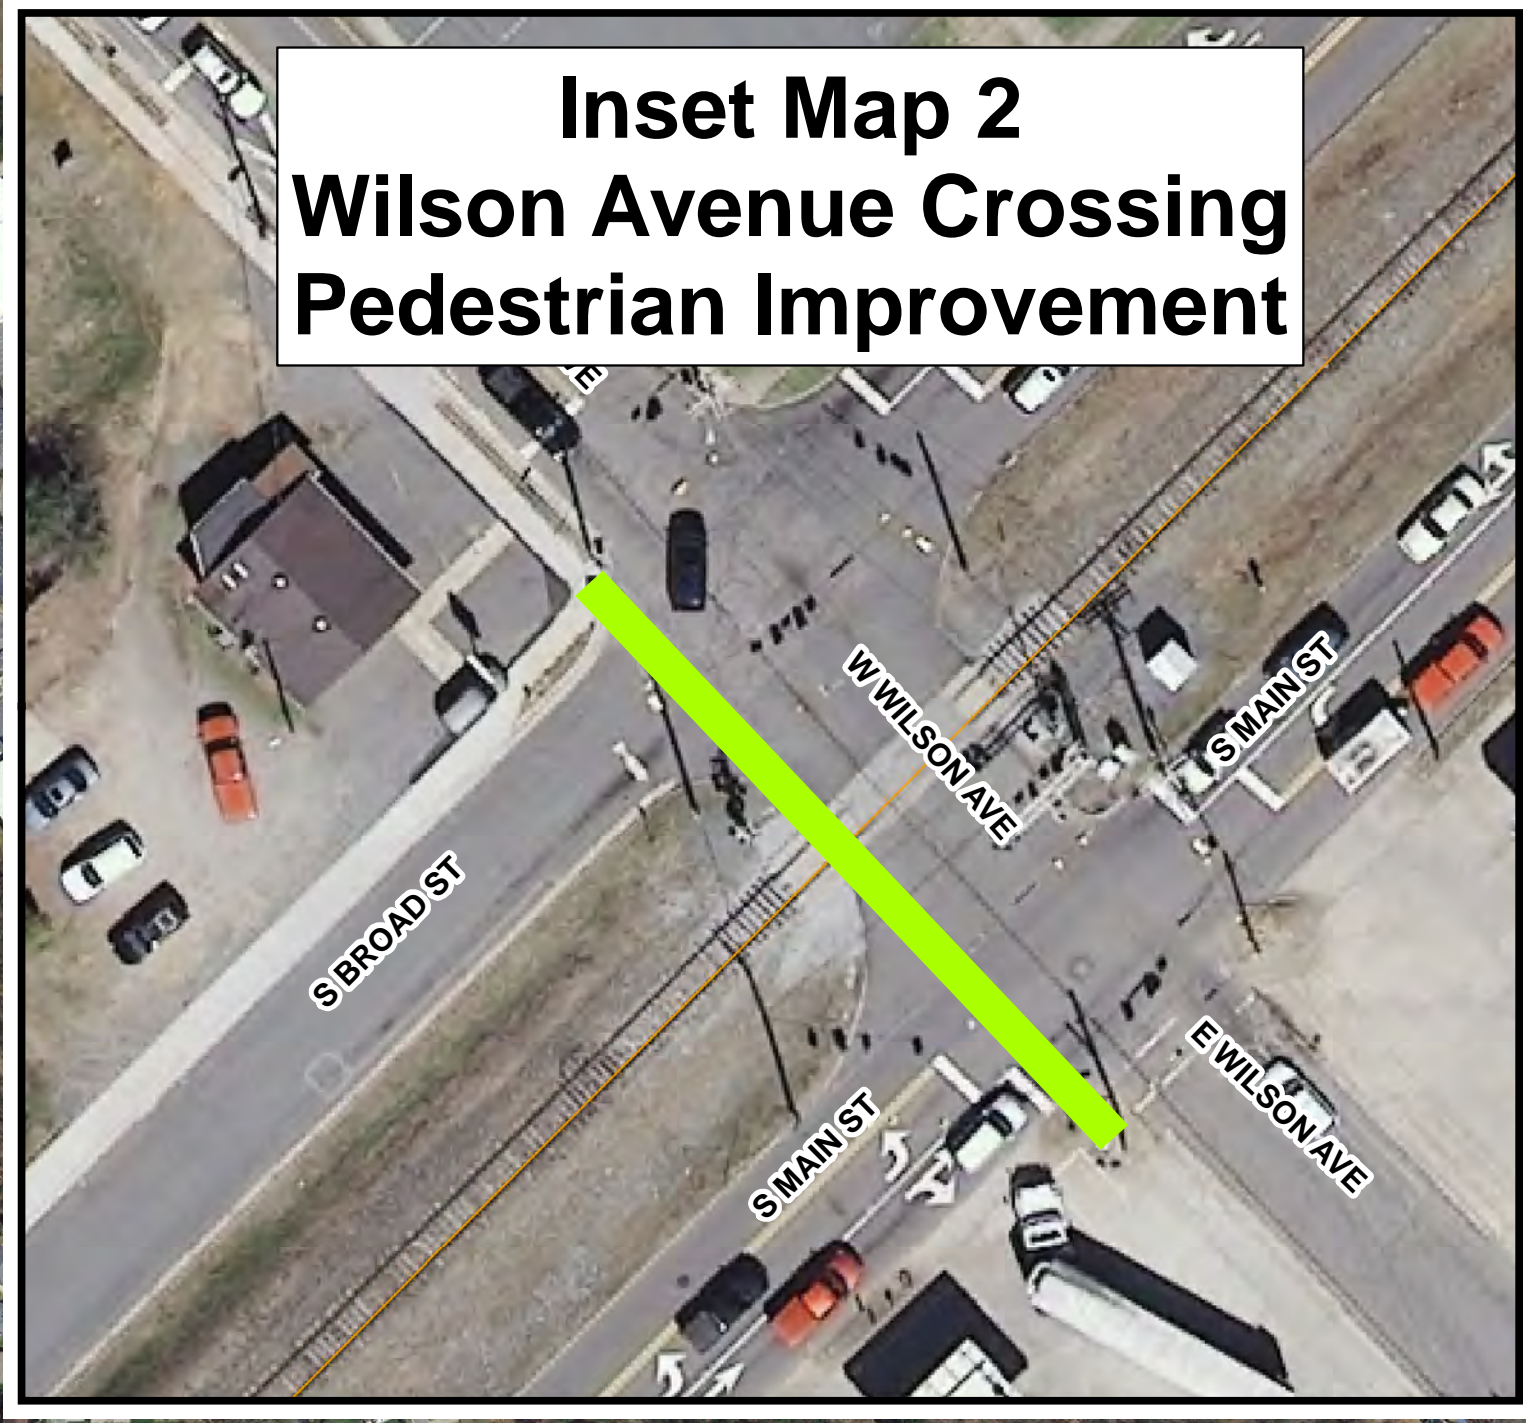 Inset Map 2
Wilson Avenue Crossing
Pedestrian Improvement
W WILSON AVE
S MAIN ST
S BROAD ST
E WILSON AVE
S MAIN ST